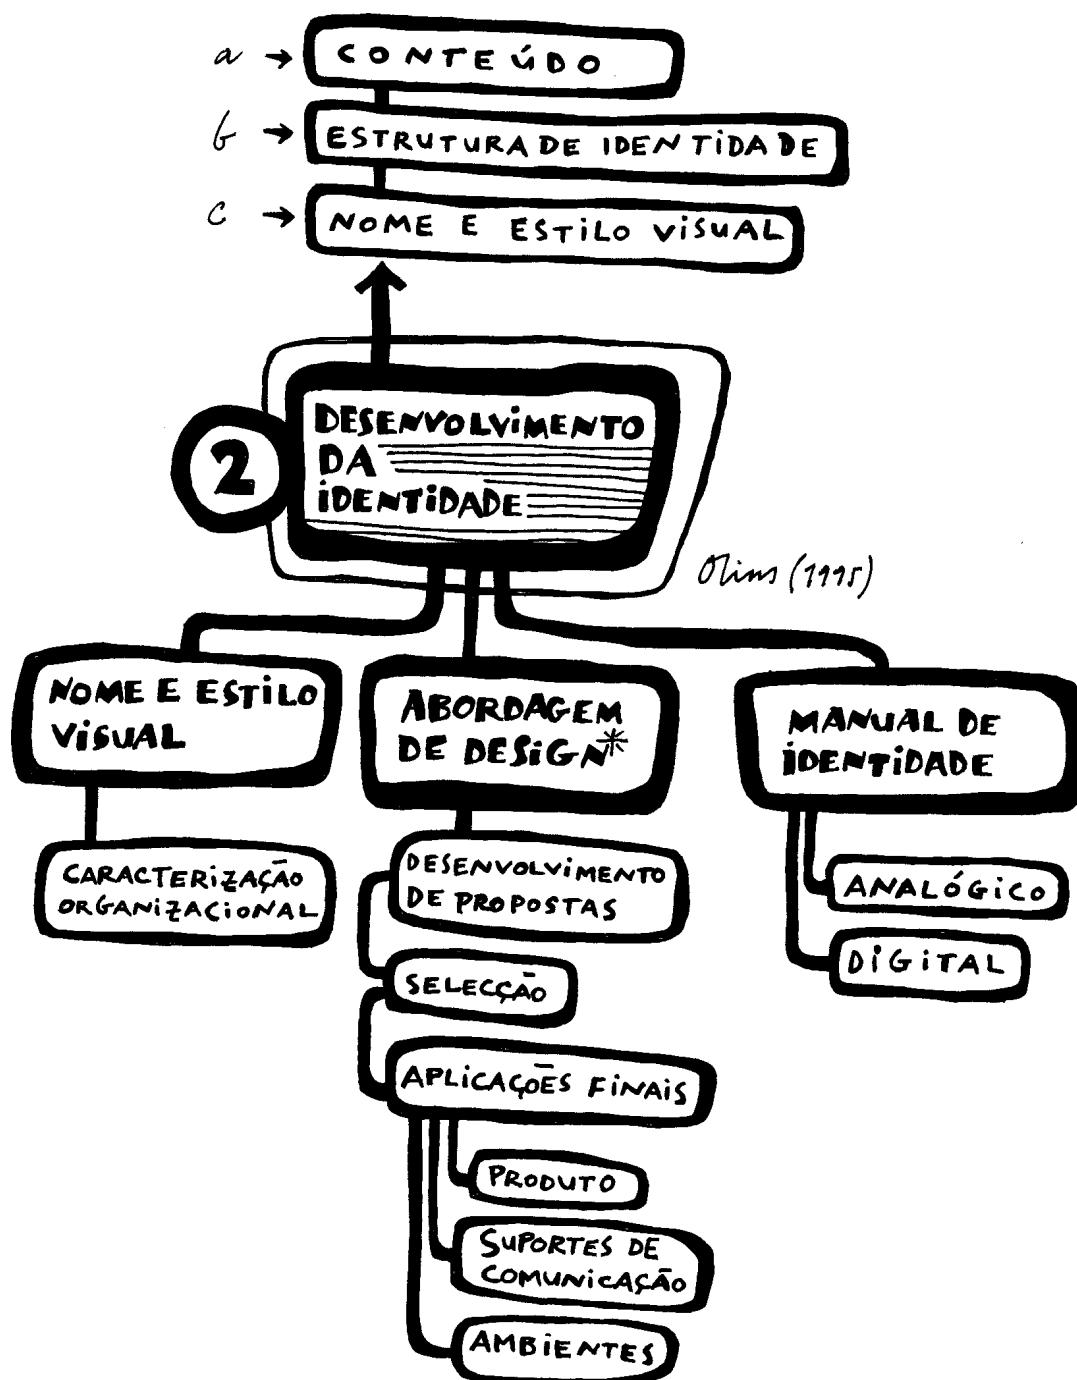 a → CONTEÚDO
b → ESTRUTURA DE IDENTIDADE
c → NOME E ESTILO VISUAL
2
DESENVOLVIMENTO
DA
IDENTIDADE
Olins (1995)
NOME E ESTILO
VISUAL
CARACTERIZAÇÃO
ORGANIZACIONAL
ABORDAGEM
DE DESIGN*
DESENVOLVIMENTO
DE PROPOSTAS
SELECÇÃO
APLICAÇÕES FINAIS
PRODUTO
SUPORTES DE
COMUNICAÇÃO
AMBIENTES
MANUAL DE
IDENTIDADE
ANALÓGICO
DIGITAL